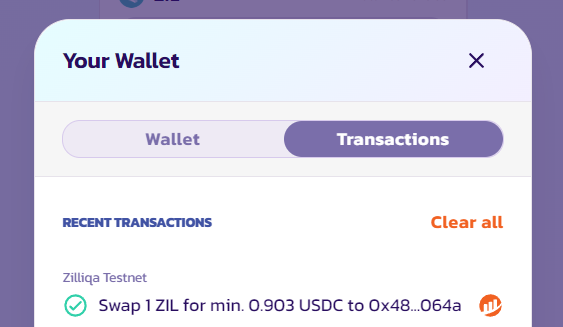 ZIL
Your Wallet
Wallet
Transactions
RECENT TRANSACTIONS
Clear all
Zilliqa Testnet
Swap 1 ZIL for min. 0.903 USDC to 0x48...064a